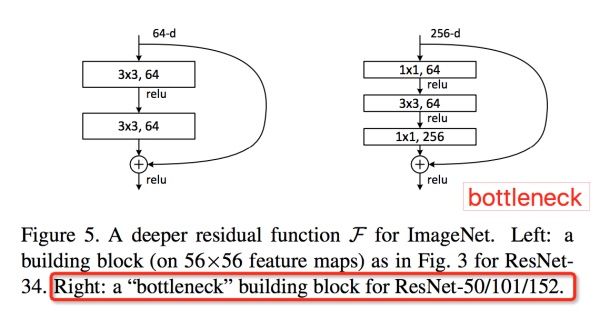 64-d
3x3, 64
relu
3x3, 64
+
relu
256-d
1x1, 64
relu
3x3, 64
relu
1x1, 256
+
relu
bottleneck
Figure 5. A deeper residual function F for ImageNet. Left: a
building block (on 56×56 feature maps) as in Fig. 3 for ResNet-
34. Right: a “bottleneck” building block for ResNet-50/101/152.